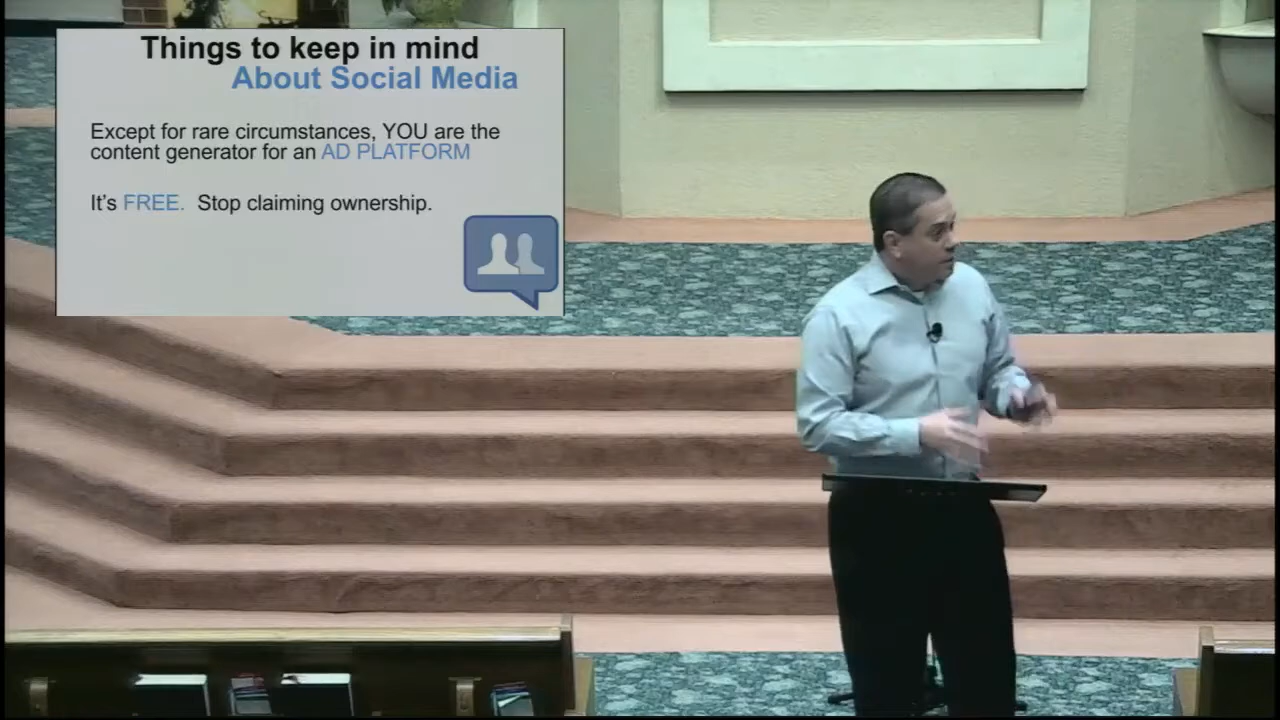 Things to keep in mind
About Social Media
Except for rare circumstances, YOU are the
content generator for an AD PLATFORM
It's FREE.  Stop claiming ownership.